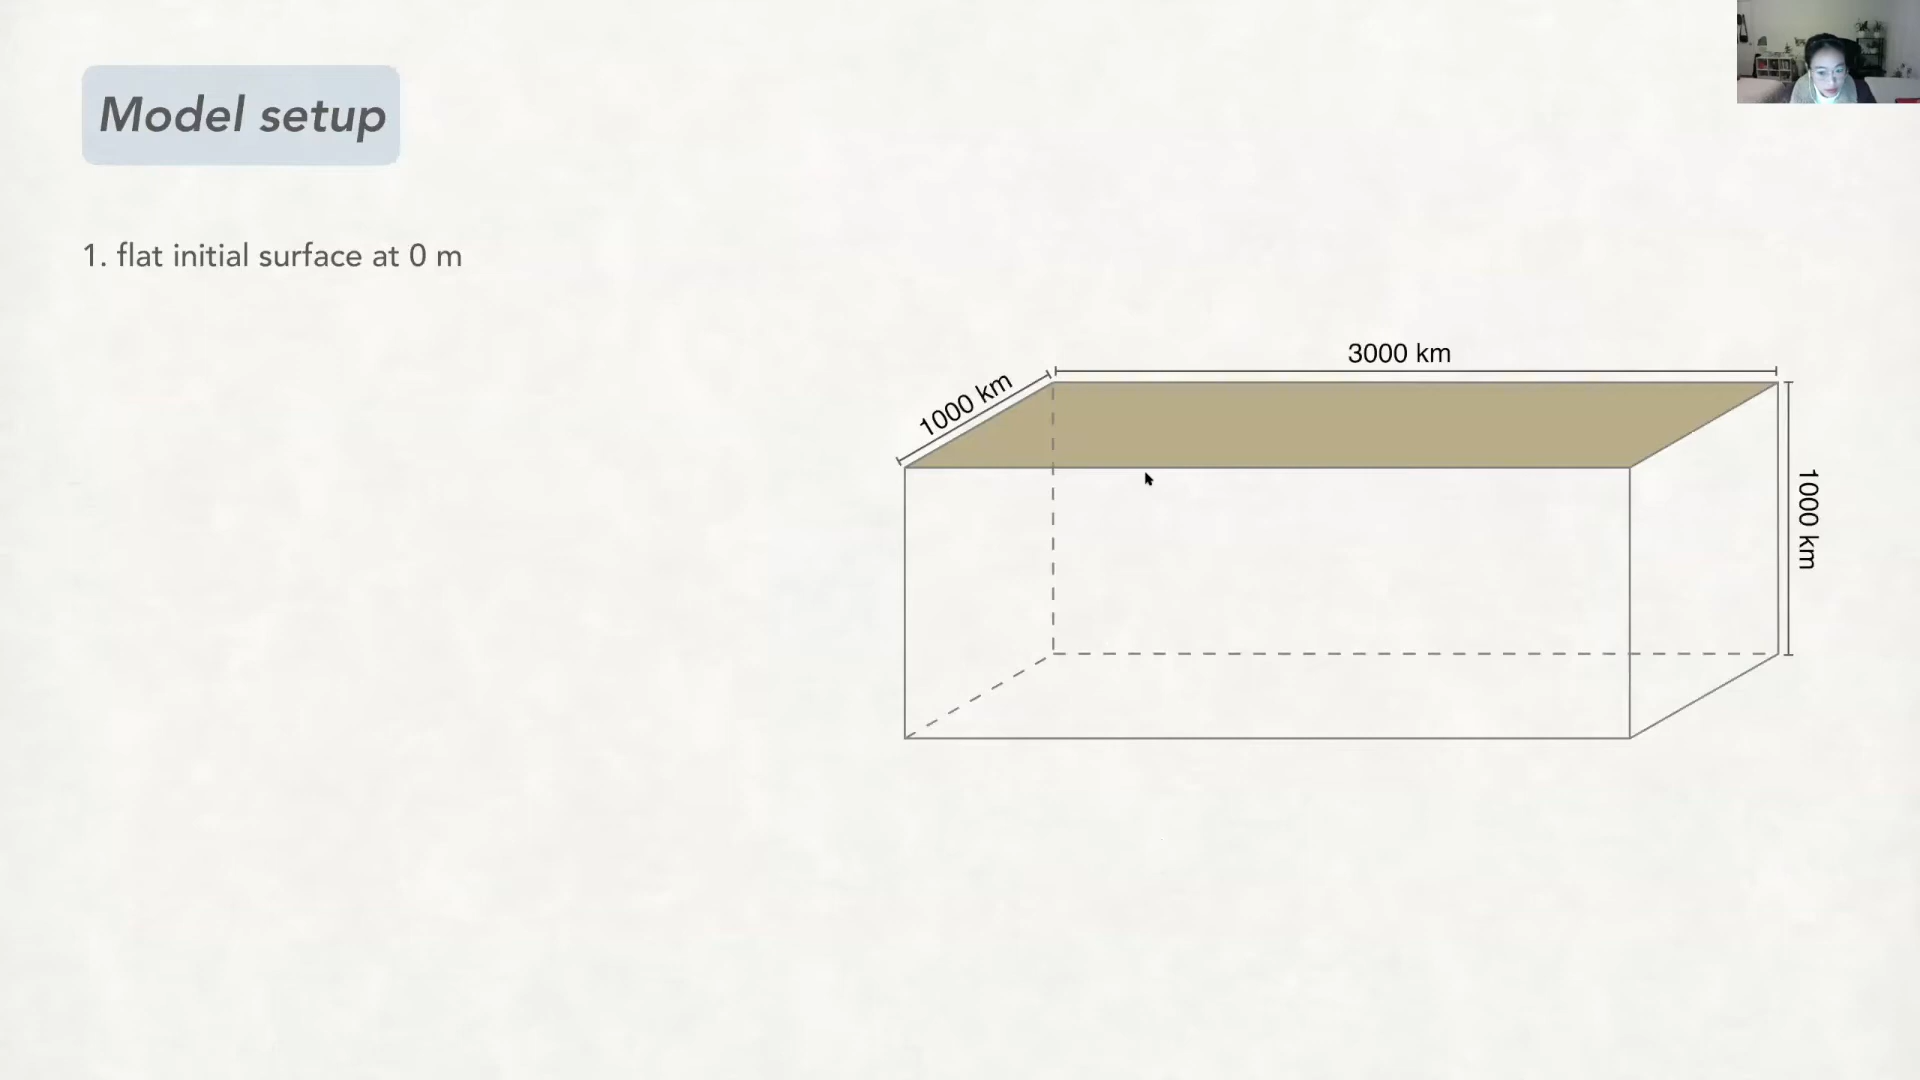 Model setup
1. flat initial surface at 0 m
3000 km
1000 km
1000 km